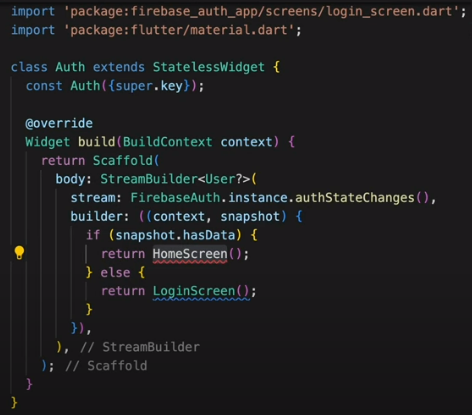 import 'package:firebase_auth_app/screens/login_screen.dart';
import 'package:flutter/material.dart';

class Auth extends StatelessWidget {
  const Auth({super.key});

  @override
  Widget build(BuildContext context) {
    return Scaffold(
      body: StreamBuilder<User?>(
        stream: FirebaseAuth.instance.authStateChanges(),
        builder: ((context, snapshot) {
          if (snapshot.hasData) {
            return HomeScreen();
          } else {
            return LoginScreen();
          }
        }),
      ), // StreamBuilder
    ); // Scaffold
  }
}